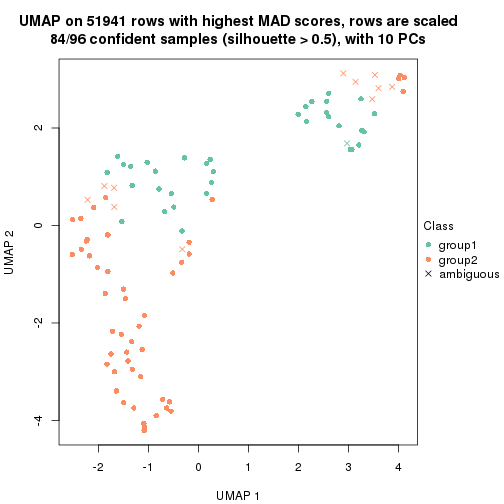 UMAP on 51941 rows with highest MAD scores, rows are scaled
84/96 confident samples (silhouette > 0.5), with 10 PCs
2
0
-2
-4
UMAP 2
-2 -1 0 1 2 3 4
UMAP 1
Class
group1
group2
ambiguous